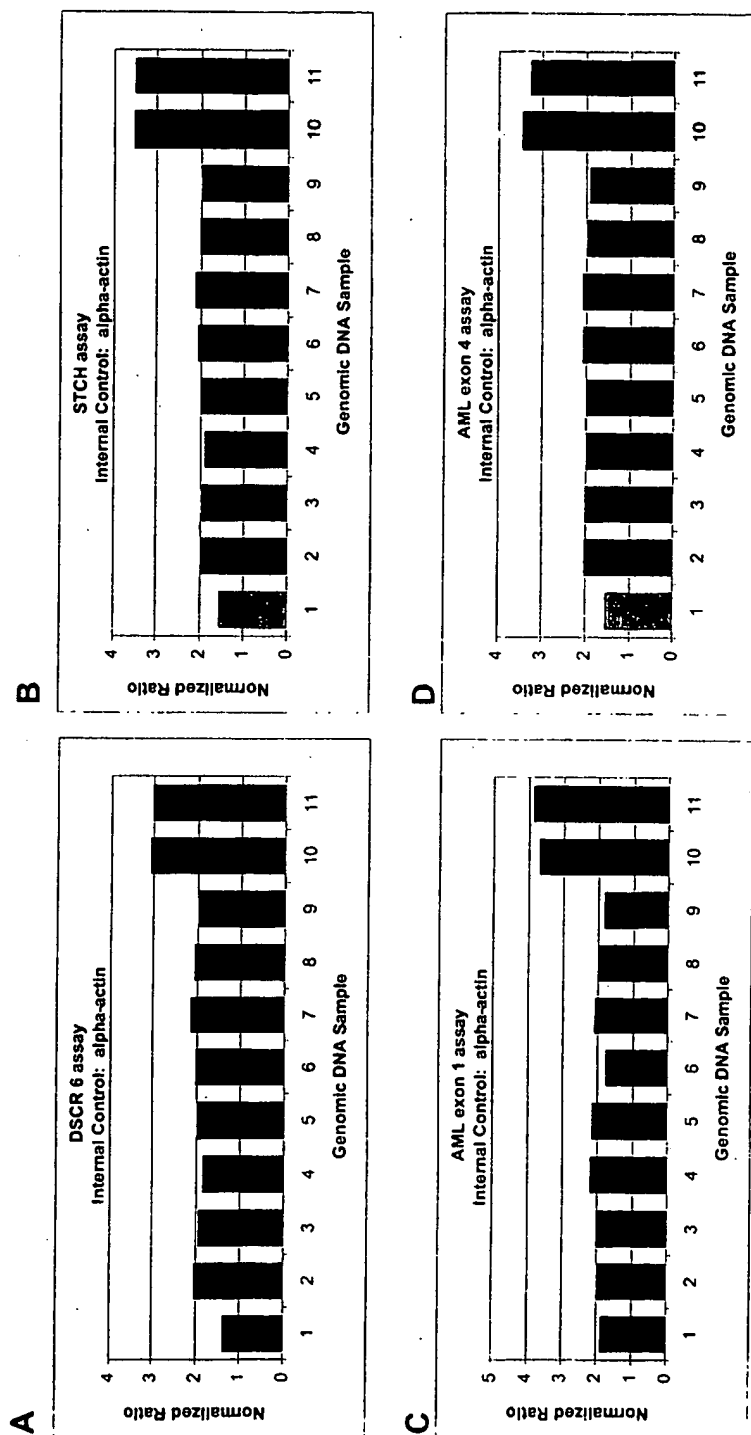 A
DSCR 6 assay
Internal Control: alpha-actin
Normalized Ratio
4
3
2
1
0
1 2 3 4 5 6 7 8 9 10 11
Genomic DNA Sample
B
STCH assay
Internal Control: alpha-actin
Normalized Ratio
4
3
2
1
0
1 2 3 4 5 6 7 8 9 10 11
Genomic DNA Sample
C
AML exon 1 assay
Internal Control: alpha-actin
Normalized Ratio
5
4
3
2
1
0
1 2 3 4 5 6 7 8 9 10 11
Genomic DNA Sample
D
AML exon 4 assay
Internal Control: alpha-actin
Normalized Ratio
4
3
2
1
0
1 2 3 4 5 6 7 8 9 10 11
Genomic DNA Sample